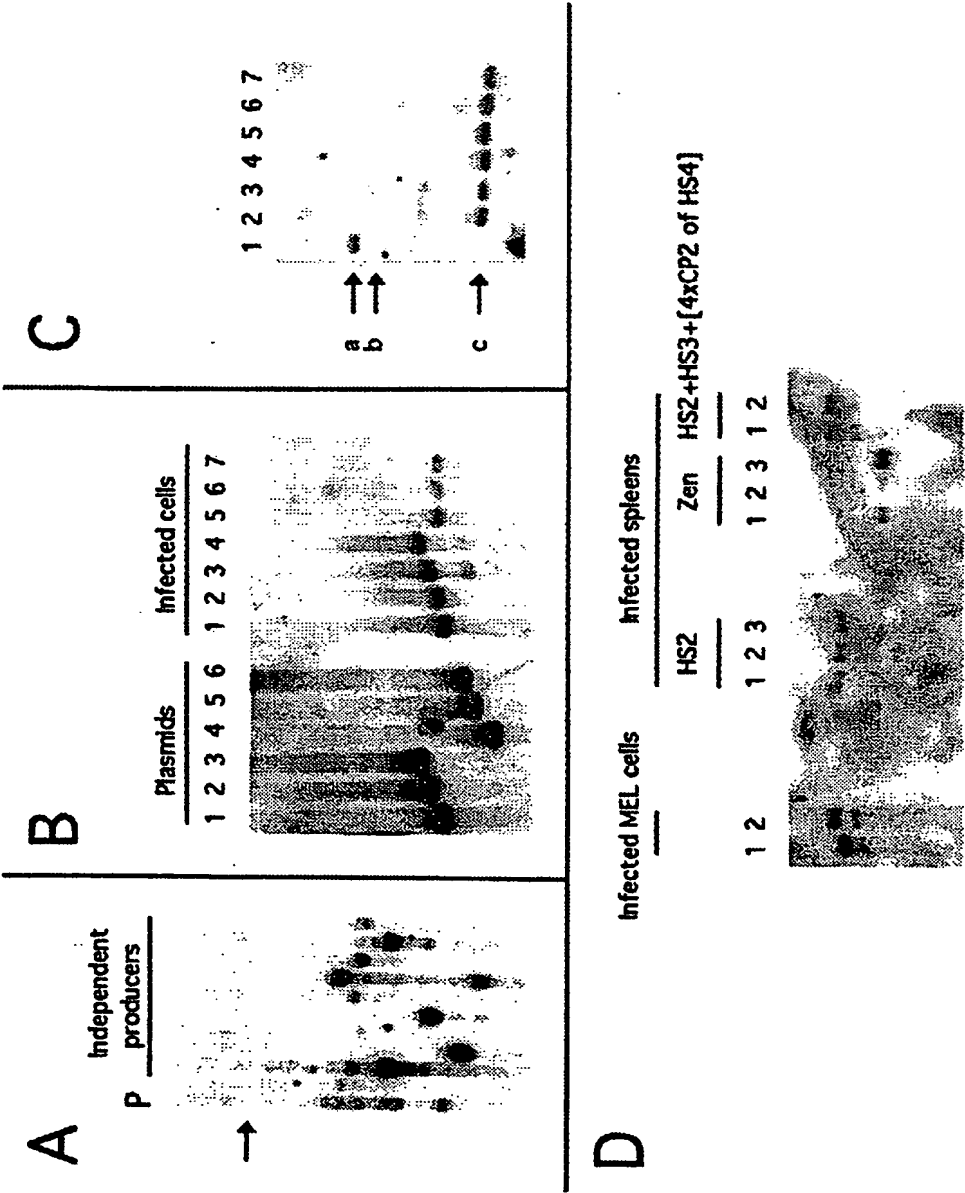 A
P
Independent
producers
B
Plasmids
1 2 3 4 5 6
Infected cells
1 2 3 4 5 6 7
C
1 2 3 4 5 6 7
a
b
c
D
Infected MEL cells
1 2
Infected spleens
HS2
1 2 3
Zen
1 2 3
HS2+HS3+[4xCP2 of HS4]
1 2